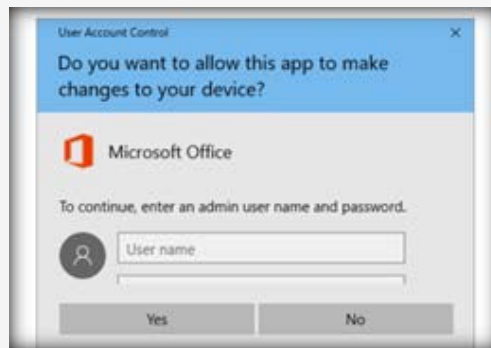 User Account Control
Do you want to allow this app to make
changes to your device?
Microsoft Office
To continue, enter an admin user name and password.
User name
Yes
No